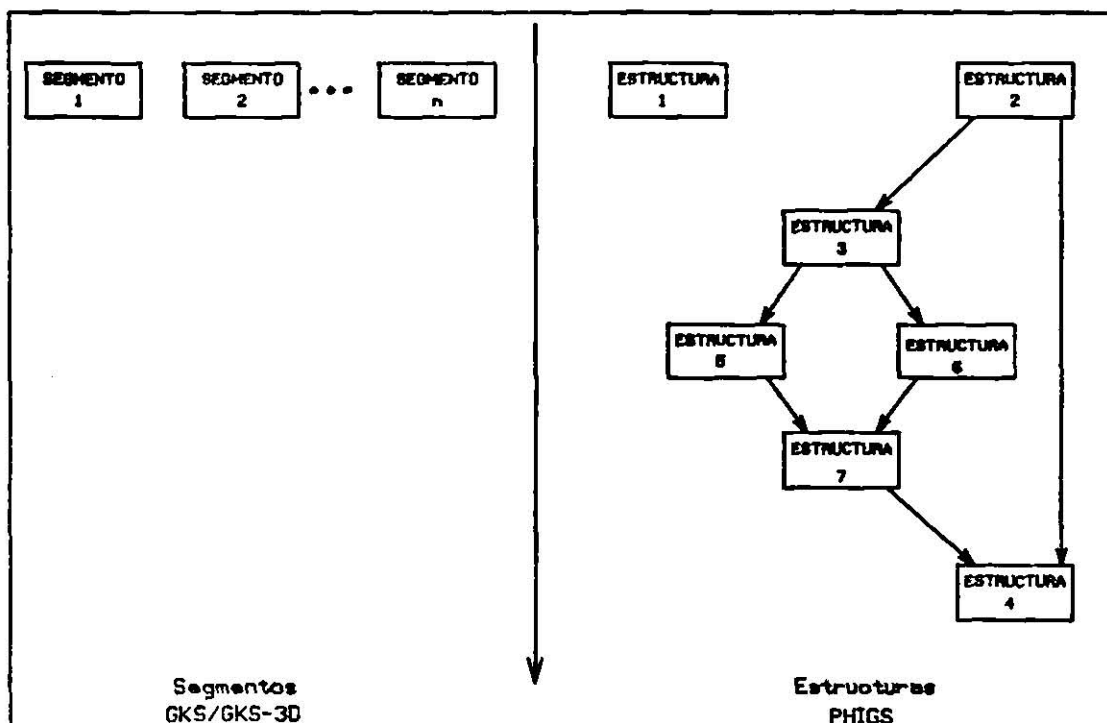 SEGMENTO
1
SEGMENTO
2
...
SEGMENTO
n
ESTRUCTURA
1
ESTRUCTURA
2
ESTRUCTURA
3
ESTRUCTURA
5
ESTRUCTURA
6
ESTRUCTURA
7
ESTRUCTURA
4
Segmentos
GKS/GKS-3D
Estructuras
PHIGS